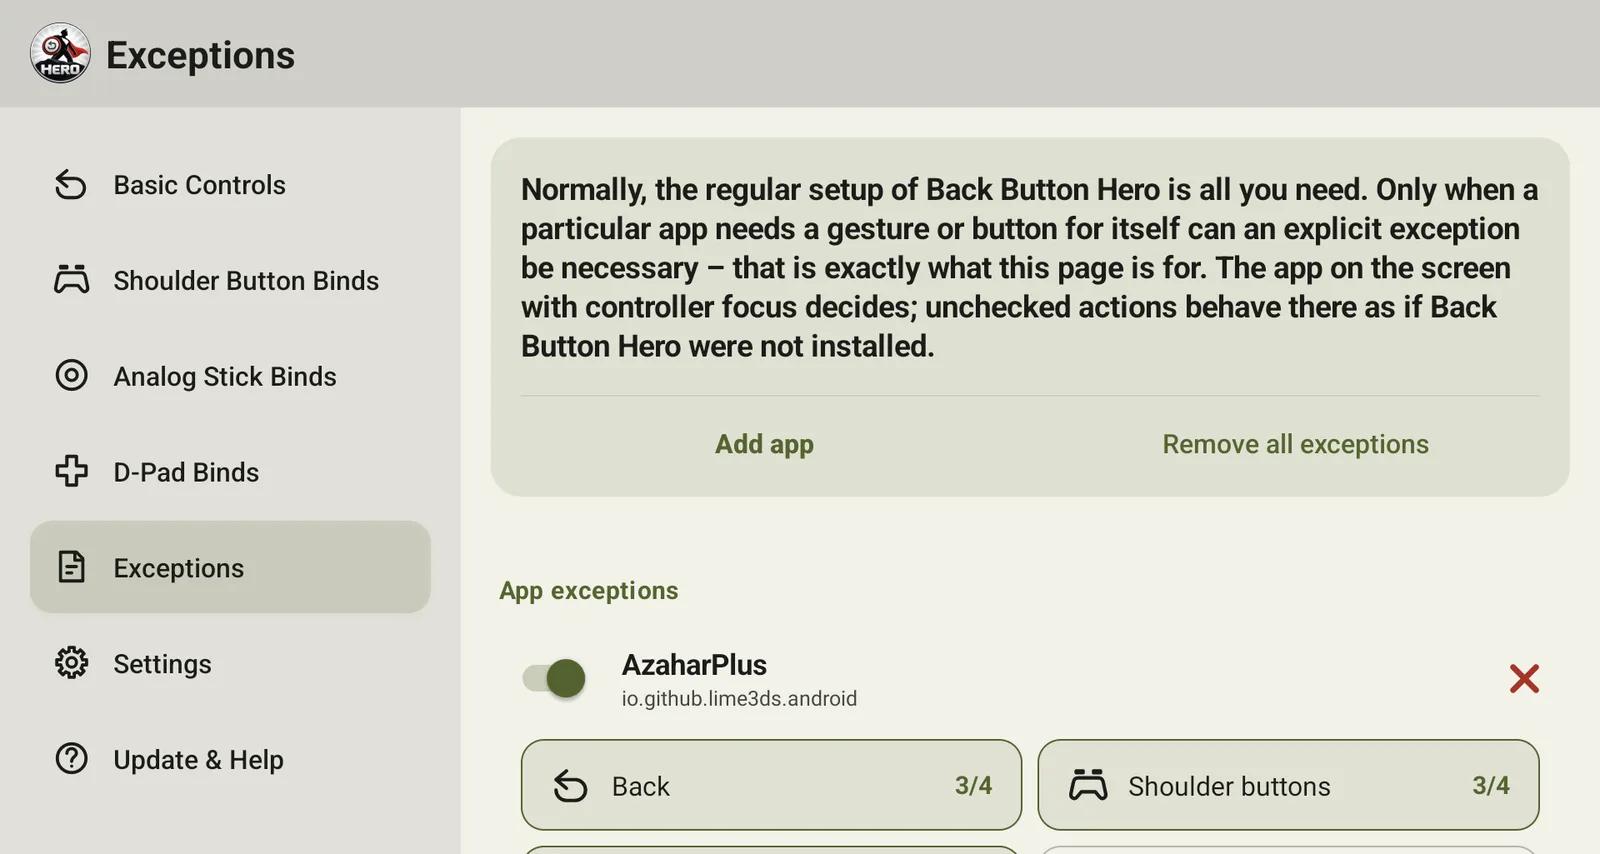 HERO
Exceptions
Basic Controls
Shoulder Button Binds
Analog Stick Binds
D-Pad Binds
Exceptions
Settings
Update & Help
Normally, the regular setup of Back Button Hero is all you need. Only when a
particular app needs a gesture or button for itself can an explicit exception
be necessary – that is exactly what this page is for. The app on the screen
with controller focus decides; unchecked actions behave there as if Back
Button Hero were not installed.
Add app
Remove all exceptions
App exceptions
AzaharPlus
io.github.lime3ds.android
Back 3/4
Shoulder buttons 3/4